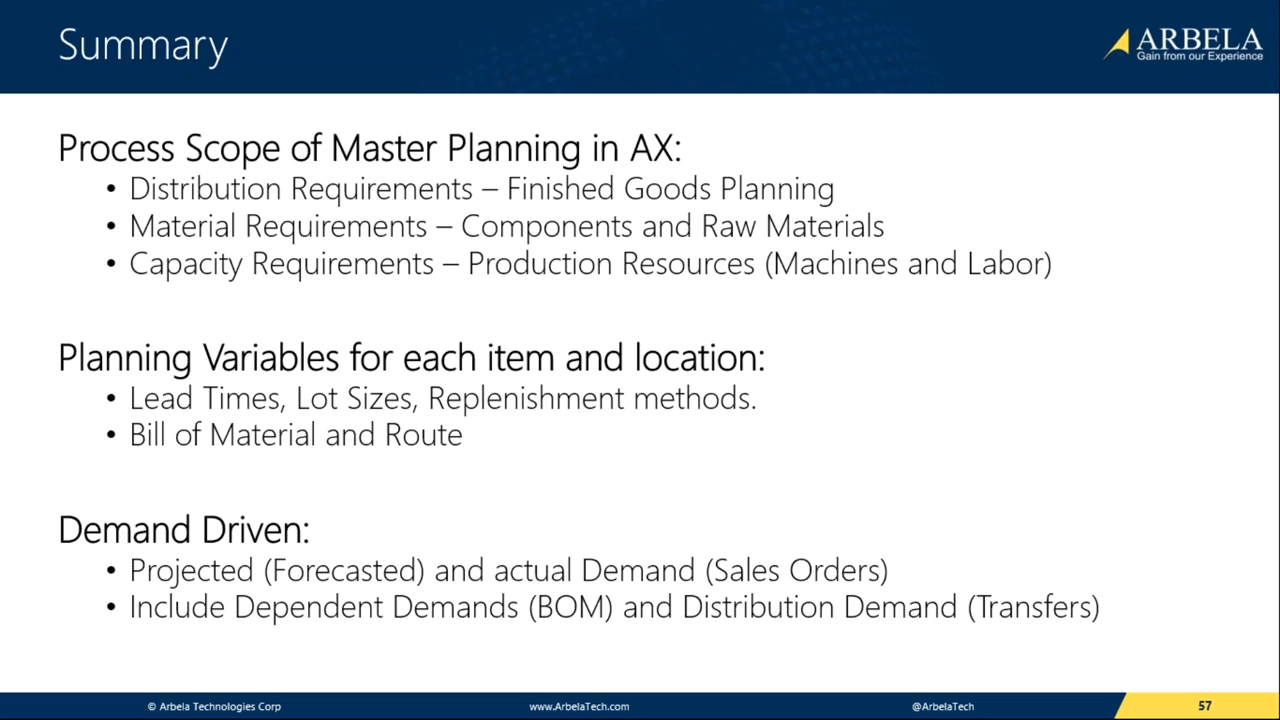 Summary
ARBELA
Gain from our Experience
Process Scope of Master Planning in AX:
• Distribution Requirements – Finished Goods Planning
• Material Requirements – Components and Raw Materials
• Capacity Requirements – Production Resources (Machines and Labor)
Planning Variables for each item and location:
• Lead Times, Lot Sizes, Replenishment methods.
• Bill of Material and Route
Demand Driven:
• Projected (Forecasted) and actual Demand (Sales Orders)
• Include Dependent Demands (BOM) and Distribution Demand (Transfers)
© Arbela Technologies Corp
www.ArbelaTech.com
@ArbelaTech
57